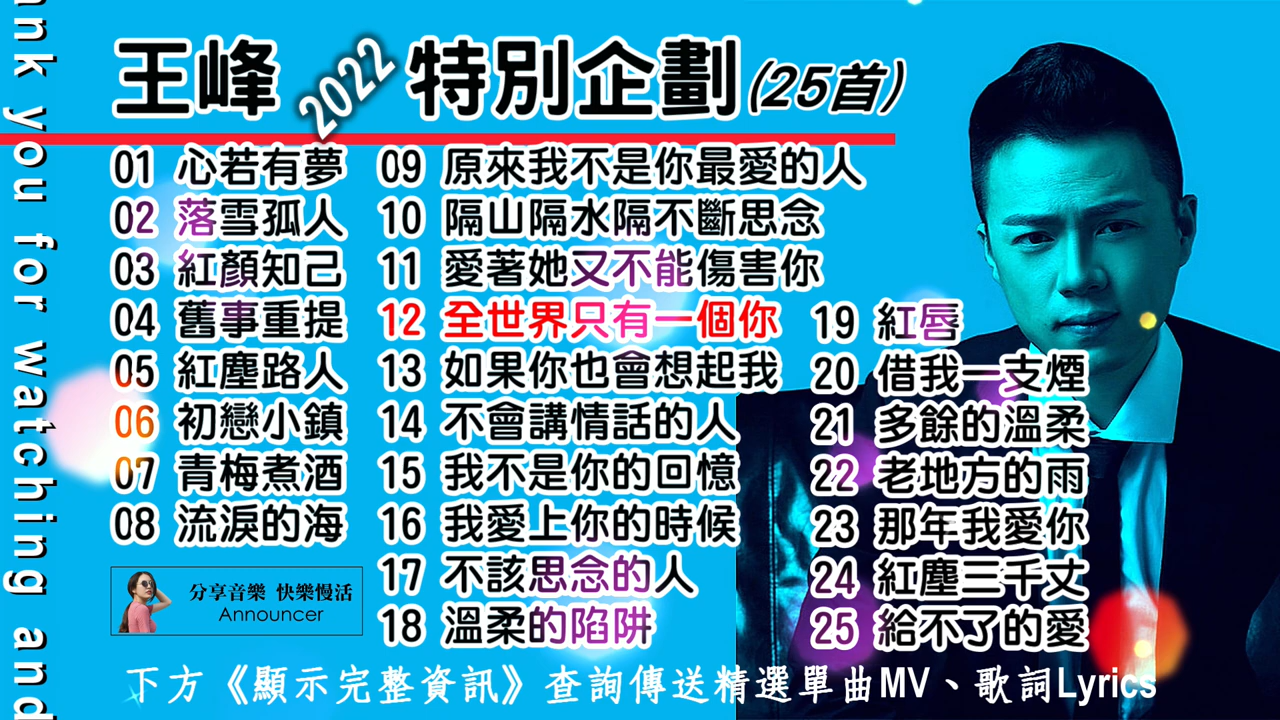 ank you for watching and
王峰 2022 特別企劃 (25首)
01 心若有夢
02 落雪孤人
03 紅顏知己
04 舊事重提
05 紅塵路人
06 初戀小鎮
07 青梅煮酒
08 流淚的海
09 原來我不是你最愛的人
10 隔山隔水隔不斷思念
11 愛著她又不能傷害你
12 全世界只有一個你
13 如果你也會想起我
14 不會講情話的人
15 我不是你的回憶
16 我愛上你的時候
17 不該思念的人
18 溫柔的陷阱
19 紅唇
20 借我一支煙
21 多餘的溫柔
22 老地方的雨
23 那年我愛你
24 紅塵三千丈
25 給不了的愛
分享音樂 快樂慢活
Announcer
下方《顯示完整資訊》查詢傳送精選單曲MV、歌詞Lyrics